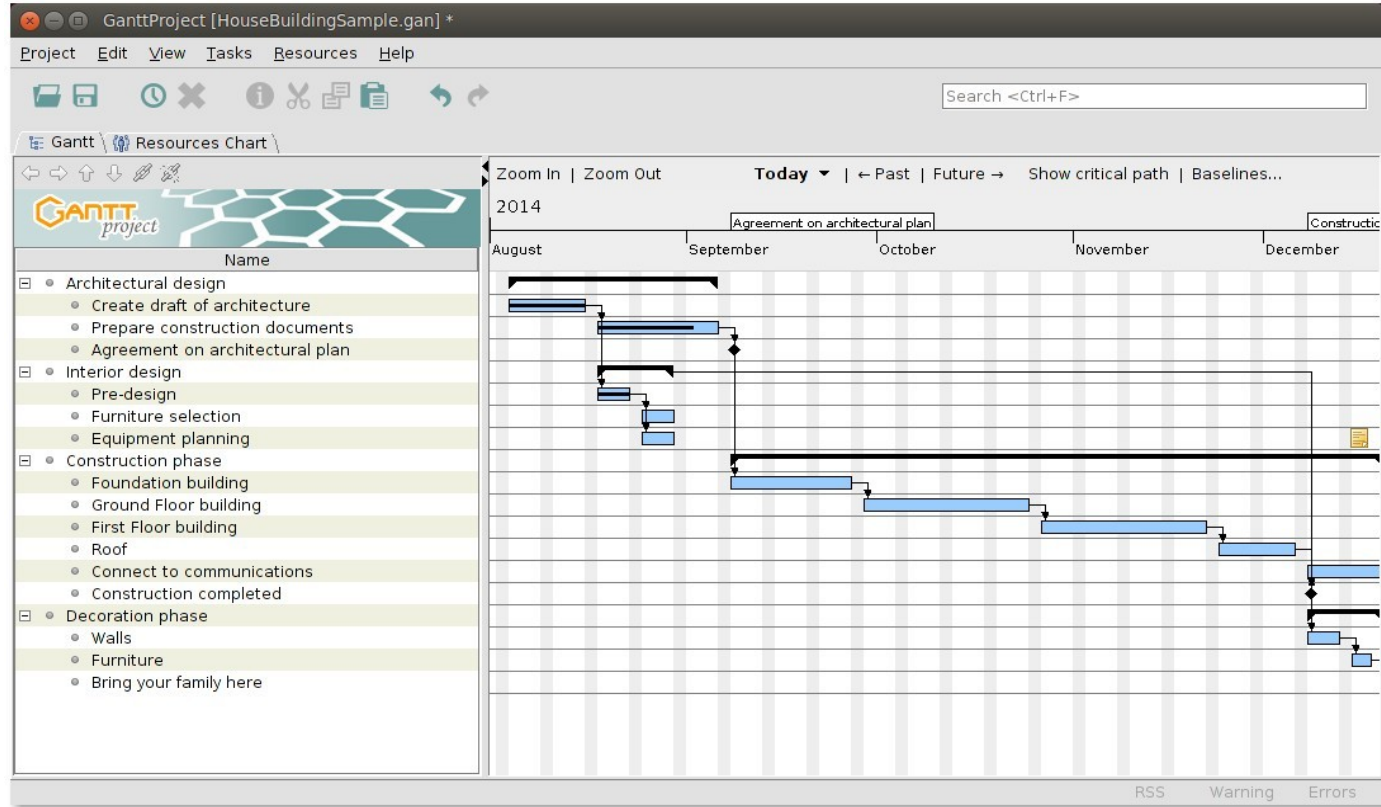 GanttProject [HouseBuildingSample.gan] *
Project Edit View Tasks Resources Help
Search <Ctrl+F>
Gantt Resources Chart
Zoom In | Zoom Out Today ▼ | ← Past | Future → Show critical path | Baselines...
GANTT project
2014
Agreement on architectural plan Constructic
August September October November December
Name
Architectural design
Create draft of architecture
Prepare construction documents
Agreement on architectural plan
Interior design
Pre-design
Furniture selection
Equipment planning
Construction phase
Foundation building
Ground Floor building
First Floor building
Roof
Connect to communications
Construction completed
Decoration phase
Walls
Furniture
Bring your family here
RSS Warning Errors